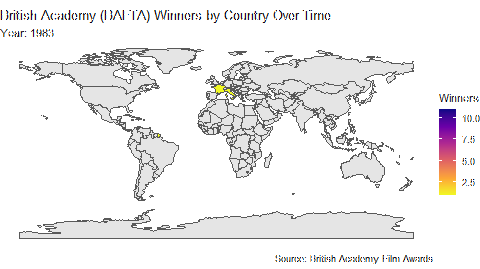 British Academy (BAFTA) Winners by Country Over Time
Year: 1983
Winners
10.0
7.5
5.0
2.5
Source: British Academy Film Awards